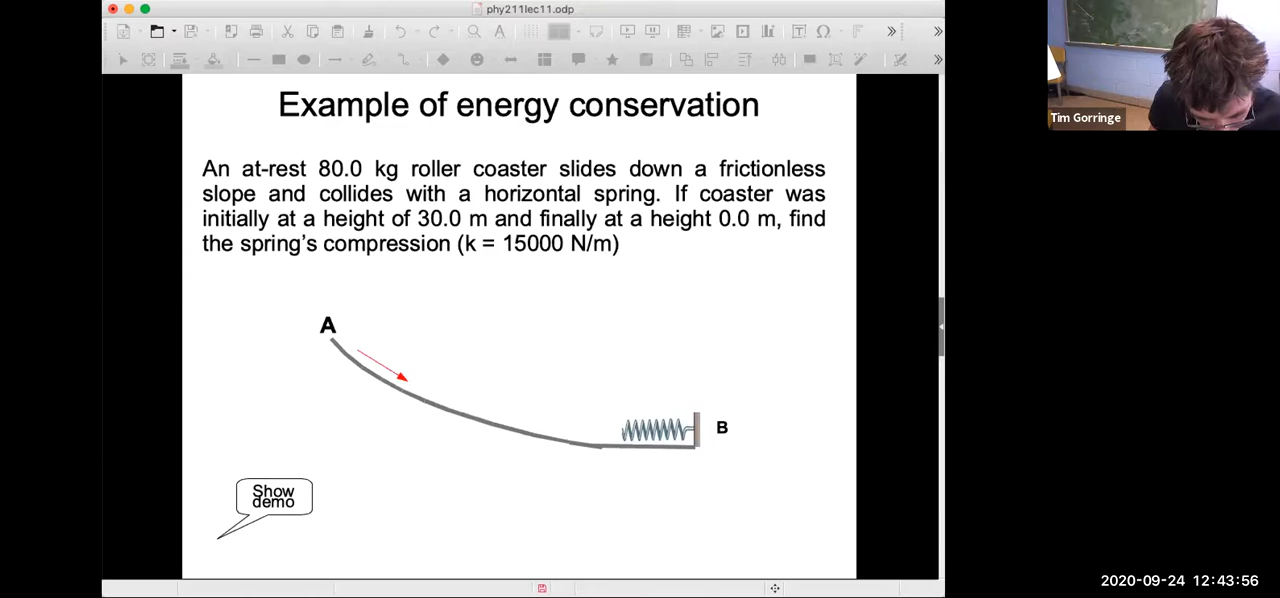 phy211lec11.odp
Example of energy conservation
An at-rest 80.0 kg roller coaster slides down a frictionless
slope and collides with a horizontal spring. If coaster was
initially at a height of 30.0 m and finally at a height 0.0 m, find
the spring's compression (k = 15000 N/m)
A
B
Show
demo
Tim Gorringe
2020-09-24 12:43:56